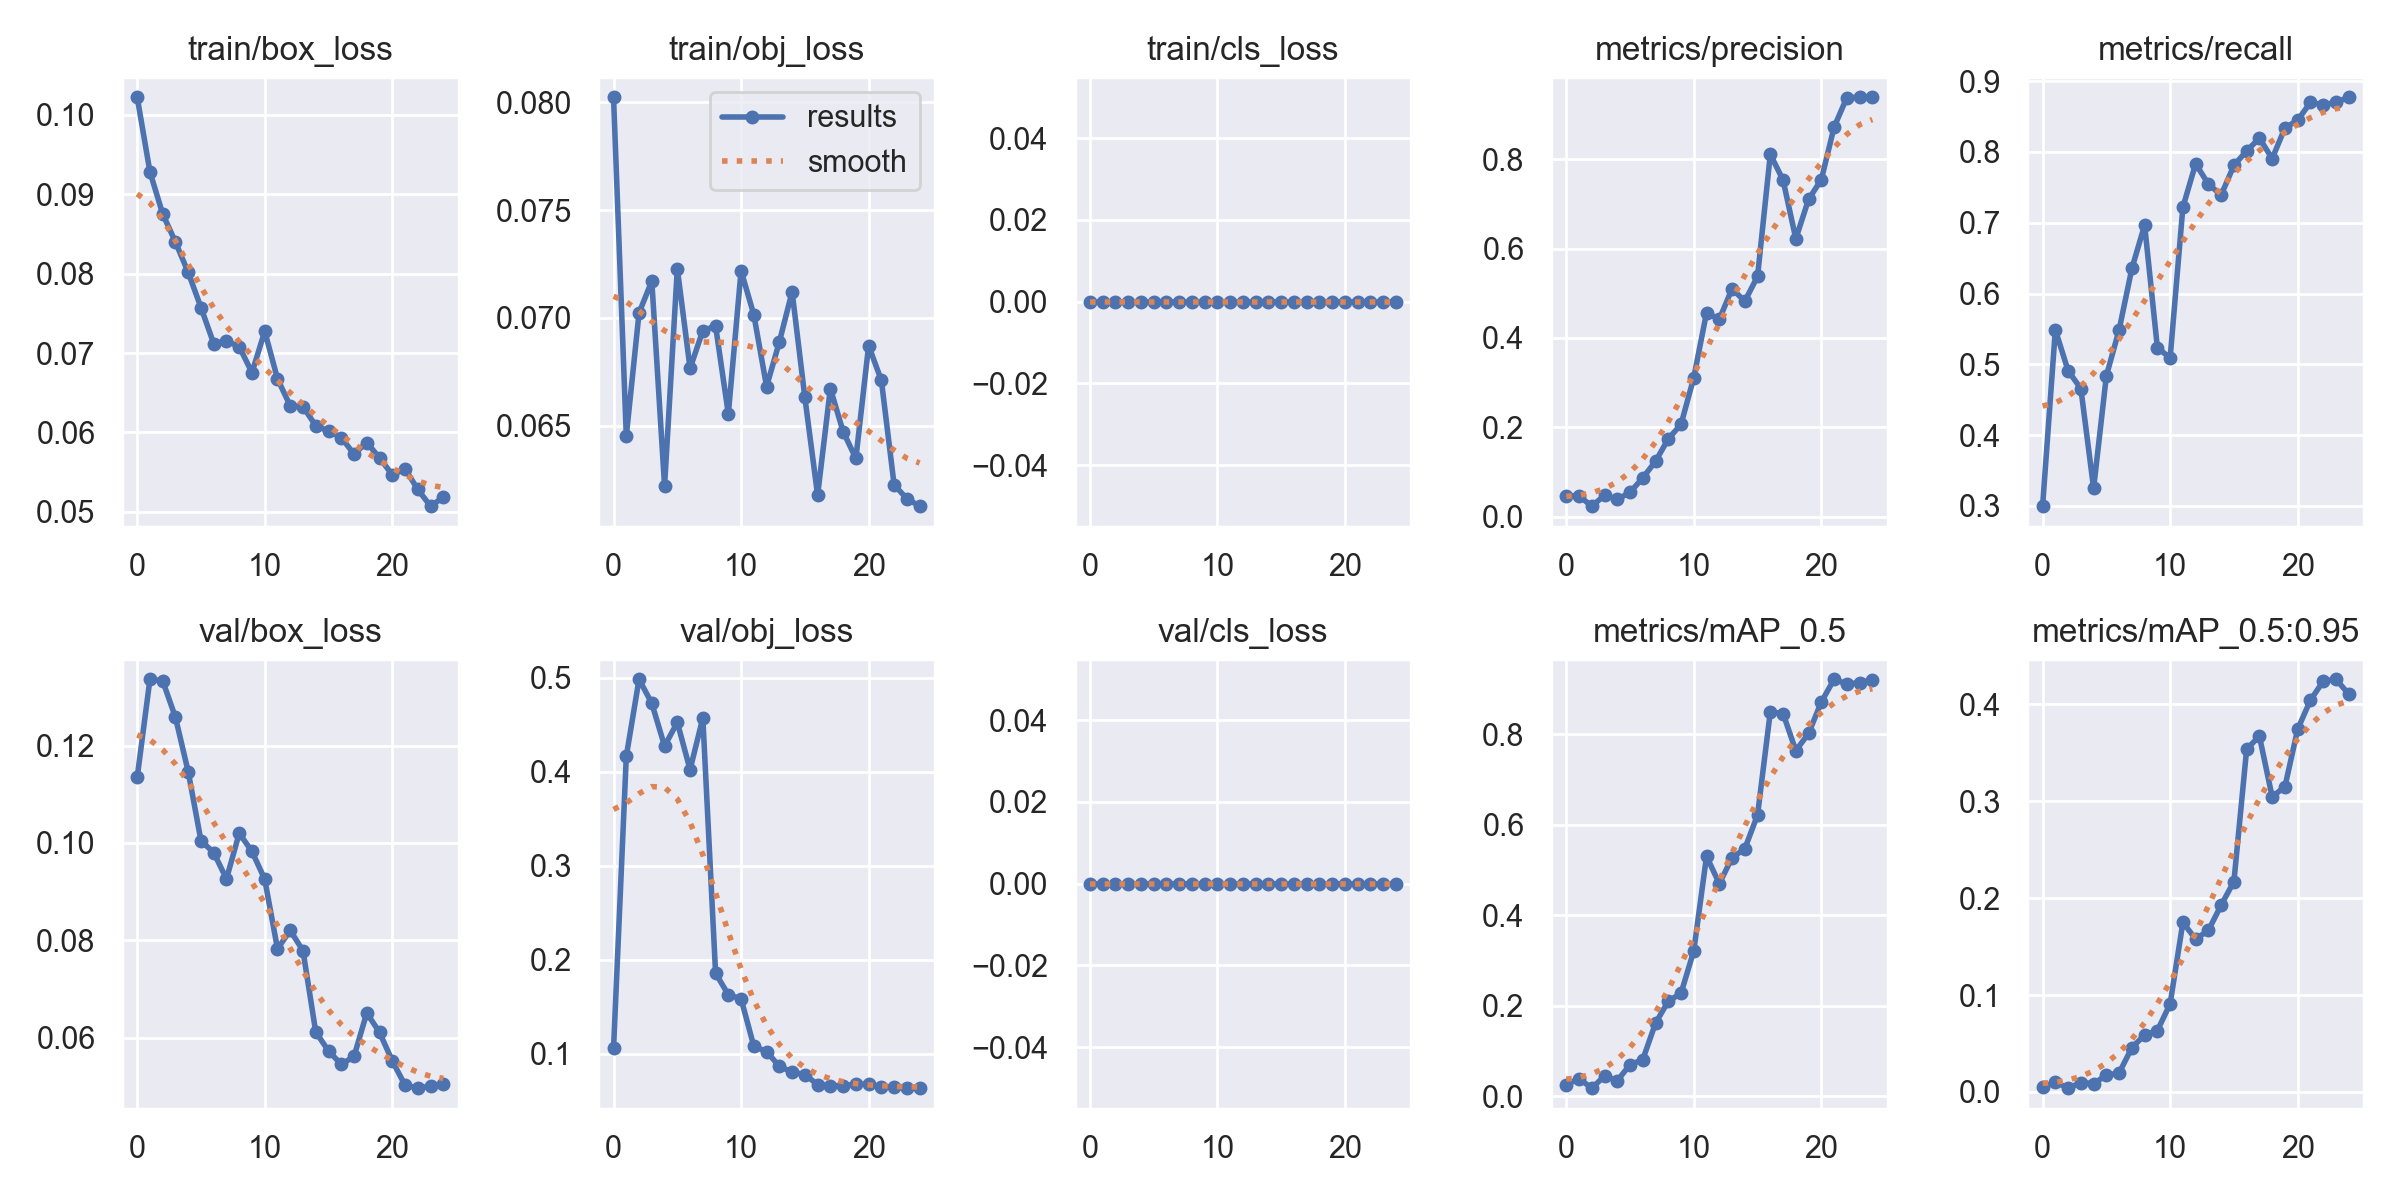 train/box_loss
0.10
0.09
0.08
0.07
0.06
0.05
0 10 20
train/obj_loss
results
smooth
0.080
0.075
0.070
0.065
0 10 20
train/cls_loss
0.04
0.02
0.00
−0.02
−0.04
0 10 20
metrics/precision
0.8
0.6
0.4
0.2
0.0
0 10 20
metrics/recall
0.9
0.8
0.7
0.6
0.5
0.4
0.3
0 10 20
val/box_loss
0.12
0.10
0.08
0.06
0 10 20
val/obj_loss
0.5
0.4
0.3
0.2
0.1
0 10 20
val/cls_loss
0.04
0.02
0.00
−0.02
−0.04
0 10 20
metrics/mAP_0.5
0.8
0.6
0.4
0.2
0.0
0 10 20
metrics/mAP_0.5:0.95
0.4
0.3
0.2
0.1
0.0
0 10 20